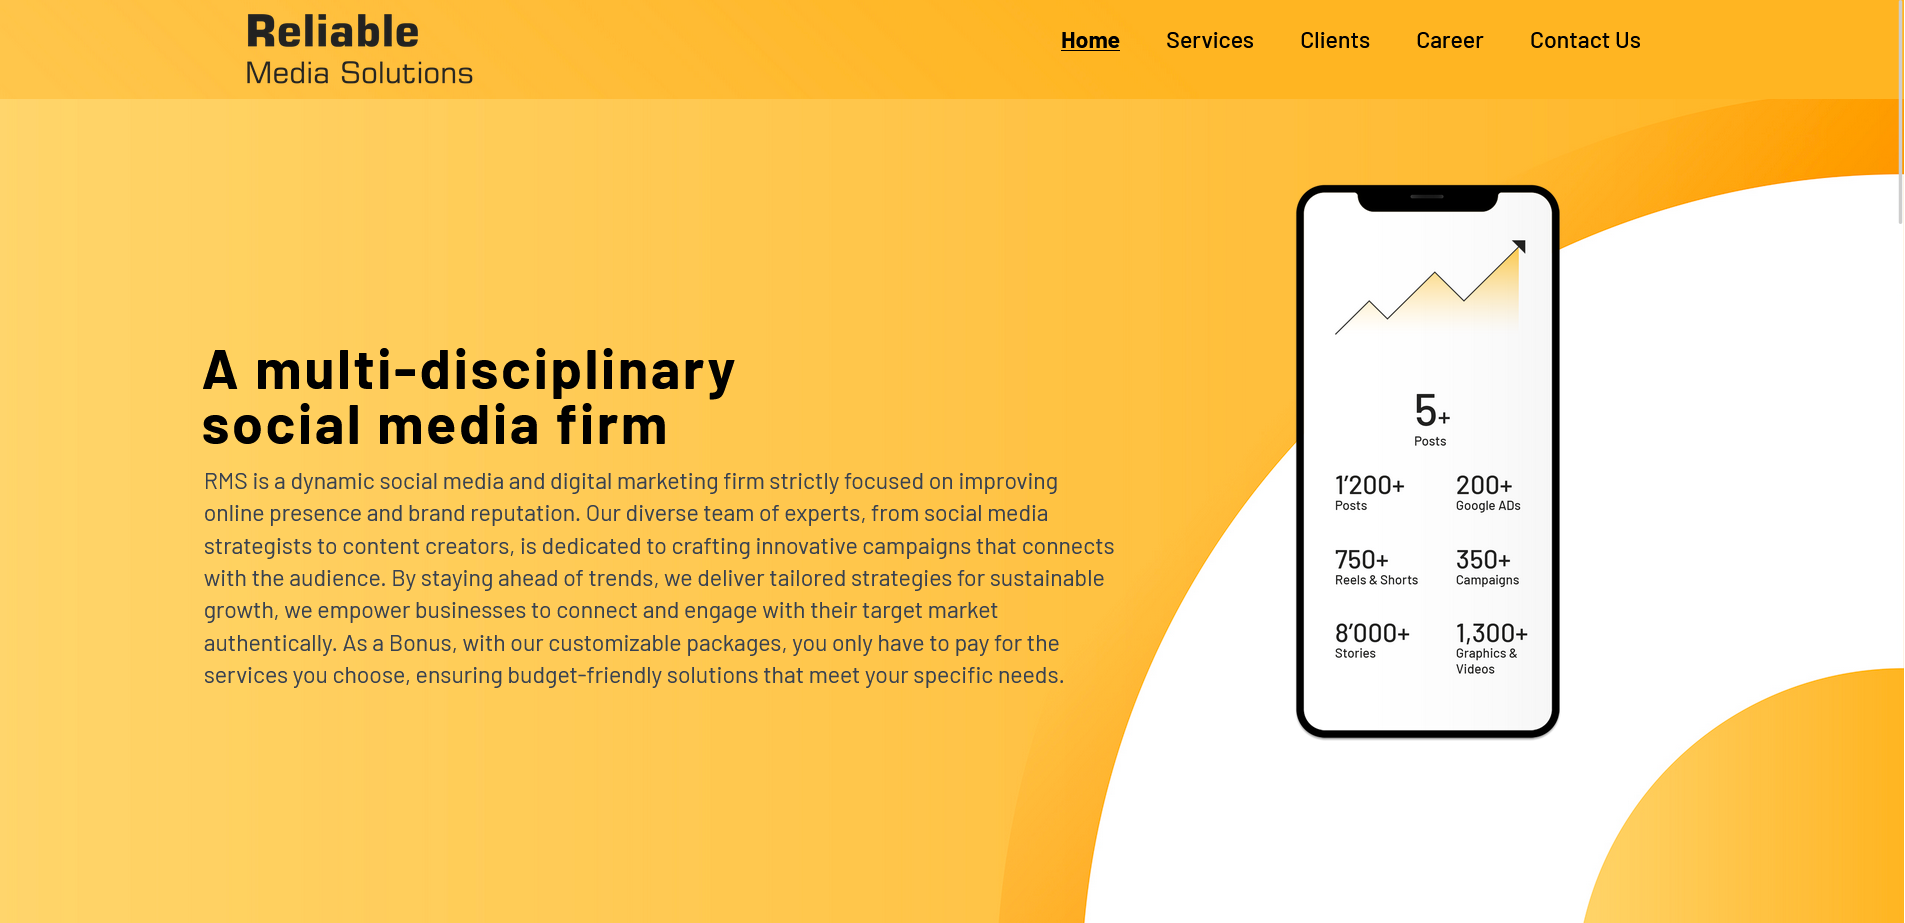 Reliable
Media Solutions
Home Services Clients Career Contact Us
A multi-disciplinary
social media firm
RMS is a dynamic social media and digital marketing firm strictly focused on improving
online presence and brand reputation. Our diverse team of experts, from social media
strategists to content creators, is dedicated to crafting innovative campaigns that connects
with the audience. By staying ahead of trends, we deliver tailored strategies for sustainable
growth, we empower businesses to connect and engage with their target market
authentically. As a Bonus, with our customizable packages, you only have to pay for the
services you choose, ensuring budget-friendly solutions that meet your specific needs.
5+
Posts
1’200+ 200+
Posts Google ADs
750+ 350+
Reels & Shorts Campaigns
8’000+ 1,300+
Stories Graphics &
Videos